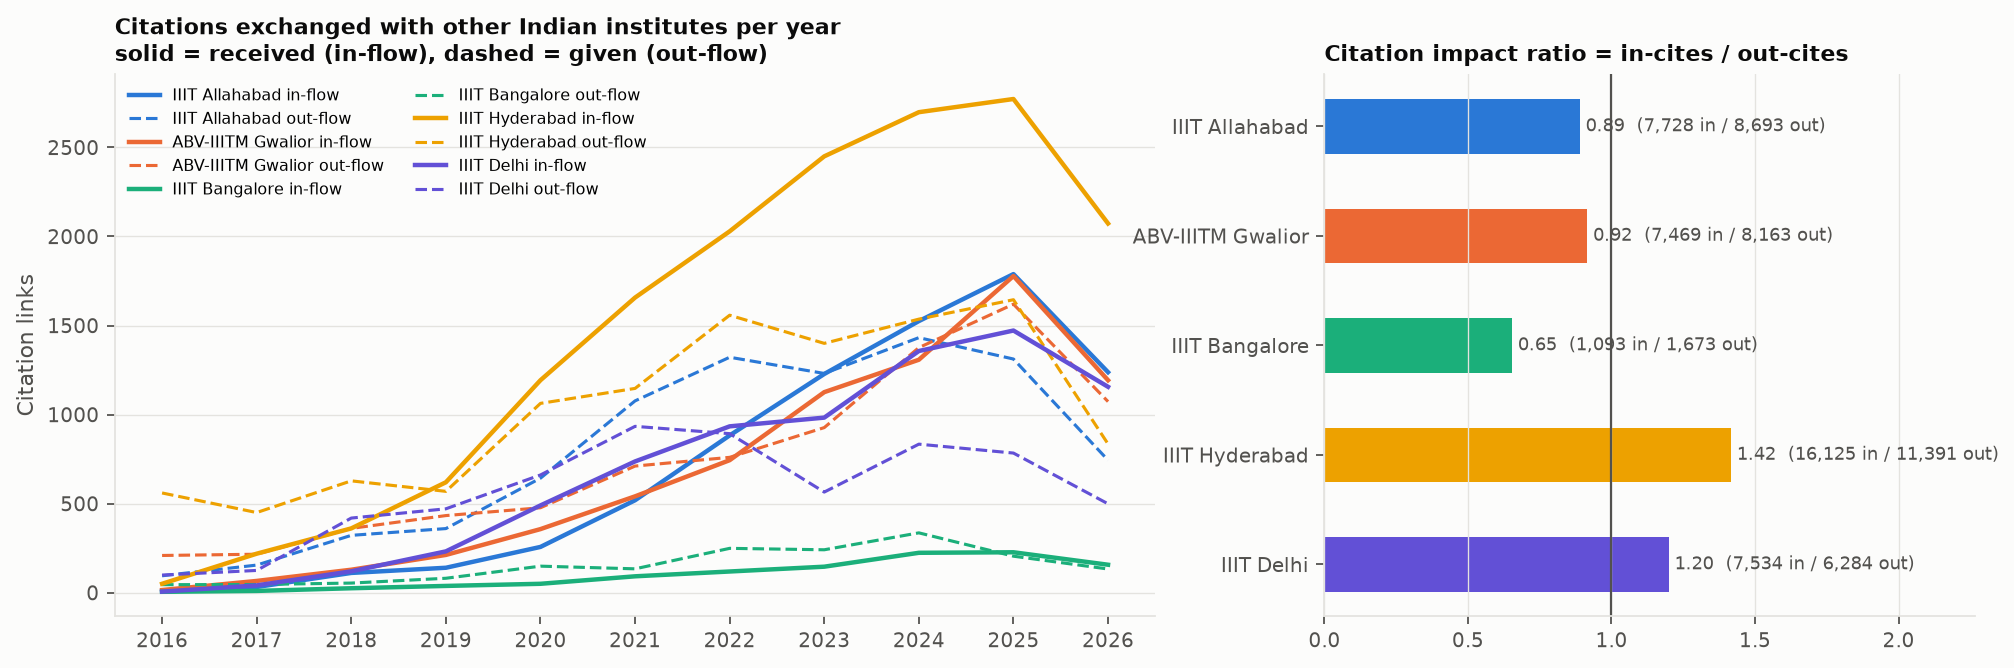 Citations exchanged with other Indian institutes per year
solid = received (in-flow), dashed = given (out-flow)
IIIT Allahabad in-flow
IIIT Allahabad out-flow
ABV-IIITM Gwalior in-flow
ABV-IIITM Gwalior out-flow
IIIT Bangalore in-flow
IIIT Bangalore out-flow
IIIT Hyderabad in-flow
IIIT Hyderabad out-flow
IIIT Delhi in-flow
IIIT Delhi out-flow
Citation links
2500
2000
1500
1000
500
0
2016 2017 2018 2019 2020 2021 2022 2023 2024 2025 2026
Citation impact ratio = in-cites / out-cites
IIIT Allahabad 0.89 (7,728 in / 8,693 out)
ABV-IIITM Gwalior 0.92 (7,469 in / 8,163 out)
IIIT Bangalore 0.65 (1,093 in / 1,673 out)
IIIT Hyderabad 1.42 (16,125 in / 11,391 out)
IIIT Delhi 1.20 (7,534 in / 6,284 out)
0.0 0.5 1.0 1.5 2.0